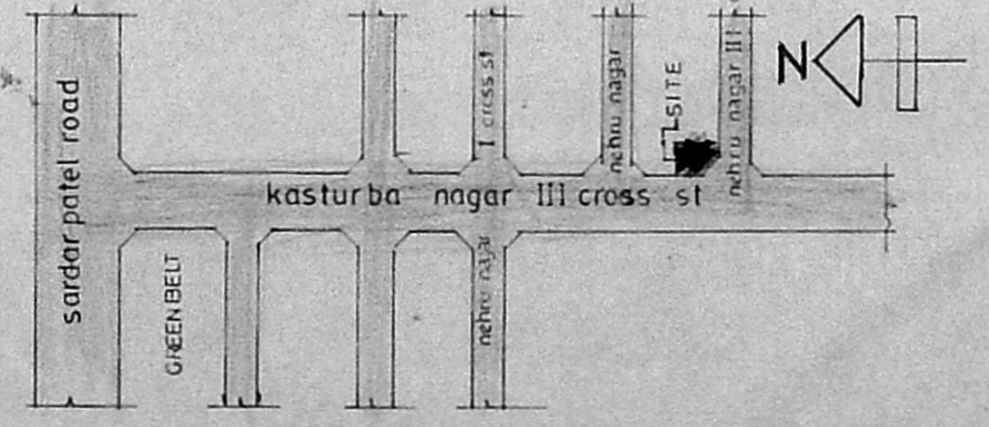 sardar patel road
GREEN BELT
kasturba nagar III cross st
I cross st
nehru nagar
nehru nagar
SITE
nehru nagar III
N